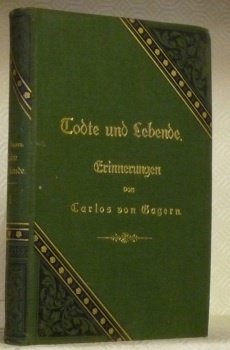 Todte und Lebende.
Erinnerungen
von
Carlos von Gagern.